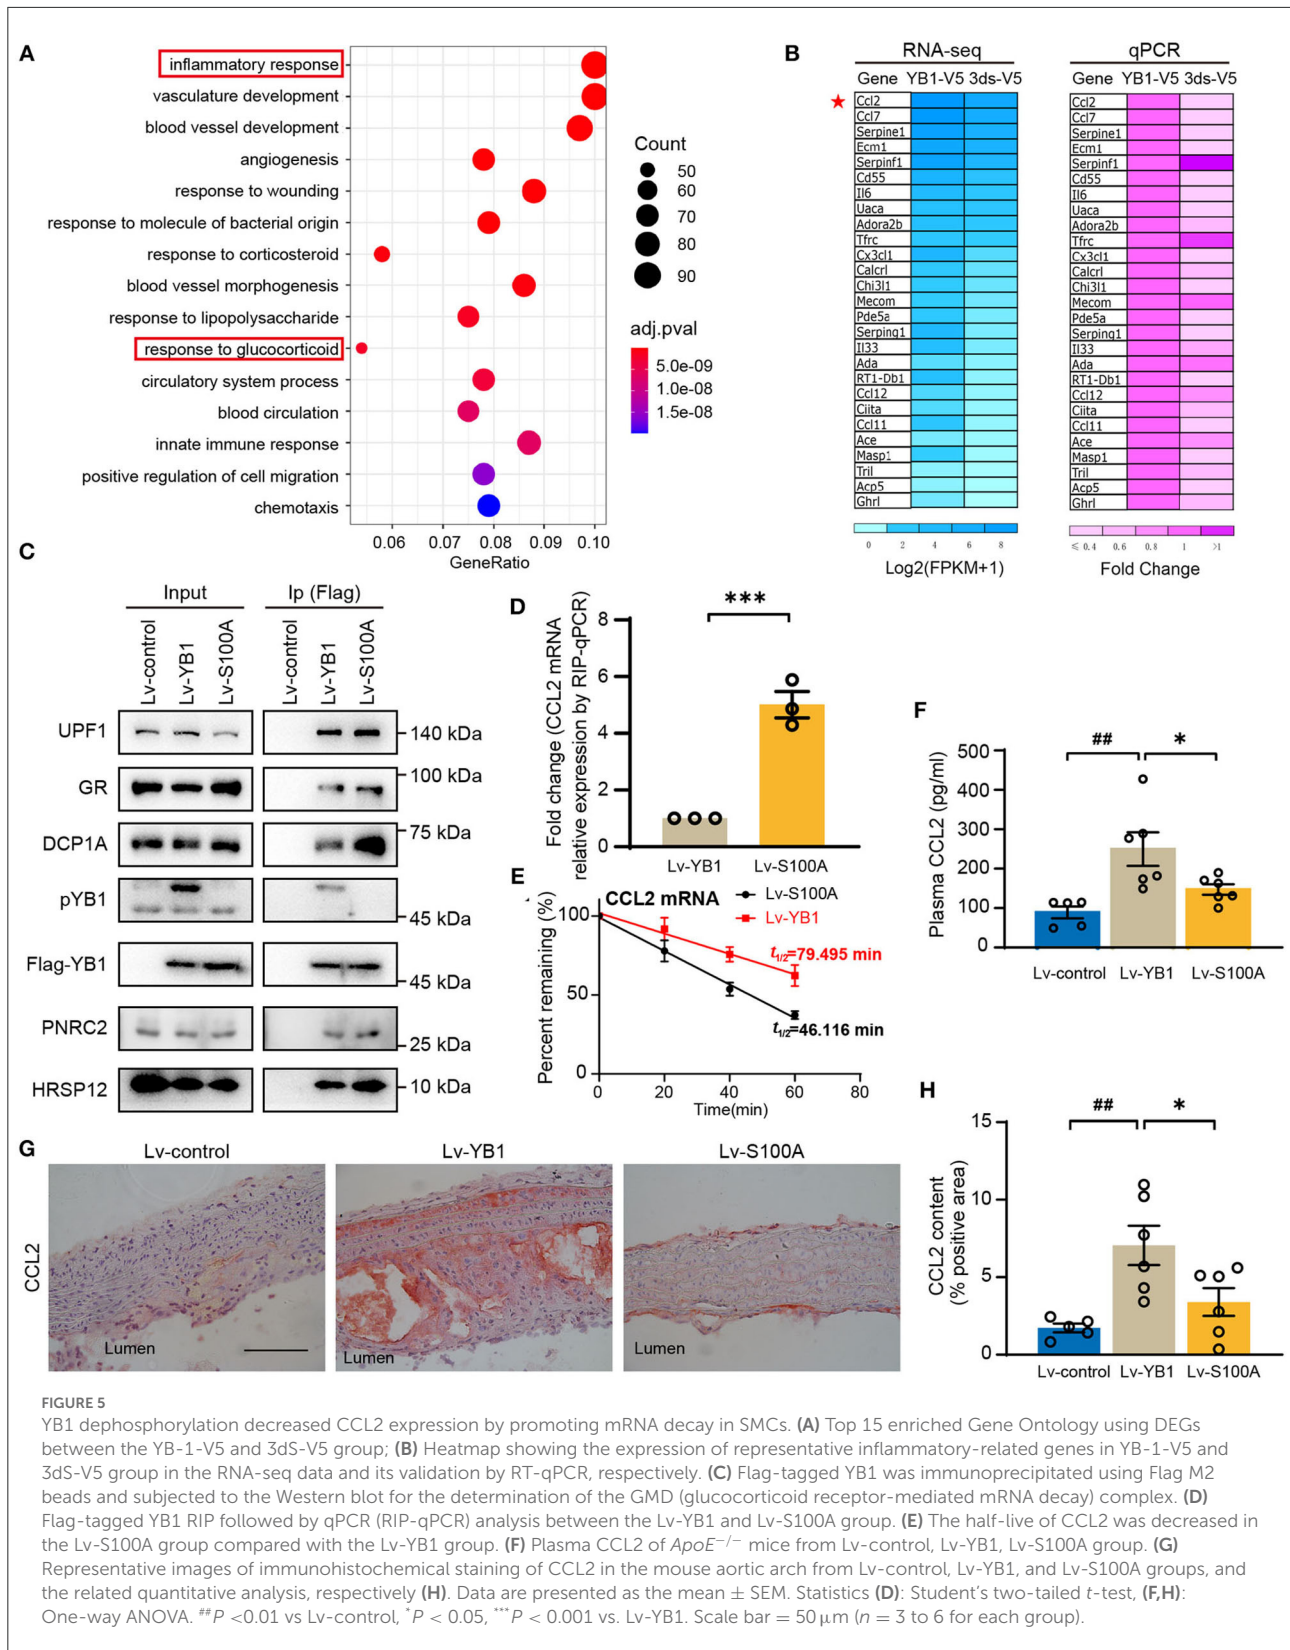 A
inflammatory response
vasculature development
blood vessel development
angiogenesis
response to wounding
response to molecule of bacterial origin
response to corticosteroid
blood vessel morphogenesis
response to lipopolysaccharide
response to glucocorticoid
circulatory system process
blood circulation
innate immune response
positive regulation of cell migration
chemotaxis
0.06 0.07 0.08 0.09 0.10
GeneRatio
Count
50
60
70
80
90
adj.pval
5.0e-09
1.0e-08
1.5e-08
B
RNA-seq
Gene YB1-V5 3ds-V5
★ Ccl2
Ccl7
Serpine1
Ecm1
Serpinf1
Cd55
Il6
Uaca
Adora2b
Tfrc
Cx3cl1
Calcrl
Chi3l1
Mecom
Pde5a
Serping1
Il33
Ada
RT1-Db1
Ccl12
Ciita
Ccl11
Ace
Masp1
Tril
Acp5
Ghrl
0 2 4 6 8
Log2(FPKM+1)
qPCR
Gene YB1-V5 3ds-V5
Ccl2
Ccl7
Serpine1
Ecm1
Serpinf1
Cd55
Il6
Uaca
Adora2b
Tfrc
Cx3cl1
Calcrl
Chi3l1
Mecom
Pde5a
Serping1
Il33
Ada
RT1-Db1
Ccl12
Ciita
Ccl11
Ace
Masp1
Tril
Acp5
Ghrl
≤ 0.4 0.6 0.8 1 >1
Fold Change
C
Input Ip (Flag)
Lv-control Lv-YB1 Lv-S100A Lv-control Lv-YB1 Lv-S100A
UPF1 140 kDa
GR 100 kDa
DCP1A 75 kDa
pYB1 45 kDa
Flag-YB1 45 kDa
PNRC2 25 kDa
HRSP12 10 kDa
D
Fold change (CCL2 mRNA
relative expression by RIP-qPCR)
8
6
4
2
0
***
Lv-YB1 Lv-S100A
E
CCL2 mRNA
Lv-S100A
Lv-YB1
Percent remaining (%)
100
50
0
t1/2=79.495 min
t1/2=46.116 min
0 20 40 60 80
Time(min)
F
Plasma CCL2 (pg/ml)
500
400
300
200
100
0
## *
Lv-control Lv-YB1 Lv-S100A
G
Lv-control Lv-YB1 Lv-S100A
CCL2
Lumen Lumen Lumen
H
CCL2 content
(% positive area)
15
10
5
0
## *
Lv-control Lv-YB1 Lv-S100A
FIGURE 5
YB1 dephosphorylation decreased CCL2 expression by promoting mRNA decay in SMCs. (A) Top 15 enriched Gene Ontology using DEGs
between the YB-1-V5 and 3dS-V5 group; (B) Heatmap showing the expression of representative inflammatory-related genes in YB-1-V5 and
3dS-V5 group in the RNA-seq data and its validation by RT-qPCR, respectively. (C) Flag-tagged YB1 was immunoprecipitated using Flag M2
beads and subjected to the Western blot for the determination of the GMD (glucocorticoid receptor-mediated mRNA decay) complex. (D)
Flag-tagged YB1 RIP followed by qPCR (RIP-qPCR) analysis between the Lv-YB1 and Lv-S100A group. (E) The half-live of CCL2 was decreased in
the Lv-S100A group compared with the Lv-YB1 group. (F) Plasma CCL2 of ApoE−/− mice from Lv-control, Lv-YB1, Lv-S100A group. (G)
Representative images of immunohistochemical staining of CCL2 in the mouse aortic arch from Lv-control, Lv-YB1, and Lv-S100A groups, and
the related quantitative analysis, respectively (H). Data are presented as the mean ± SEM. Statistics (D): Student's two-tailed t-test, (F,H):
One-way ANOVA. ##P <0.01 vs Lv-control, *P < 0.05, ***P < 0.001 vs. Lv-YB1. Scale bar = 50 μm (n = 3 to 6 for each group).